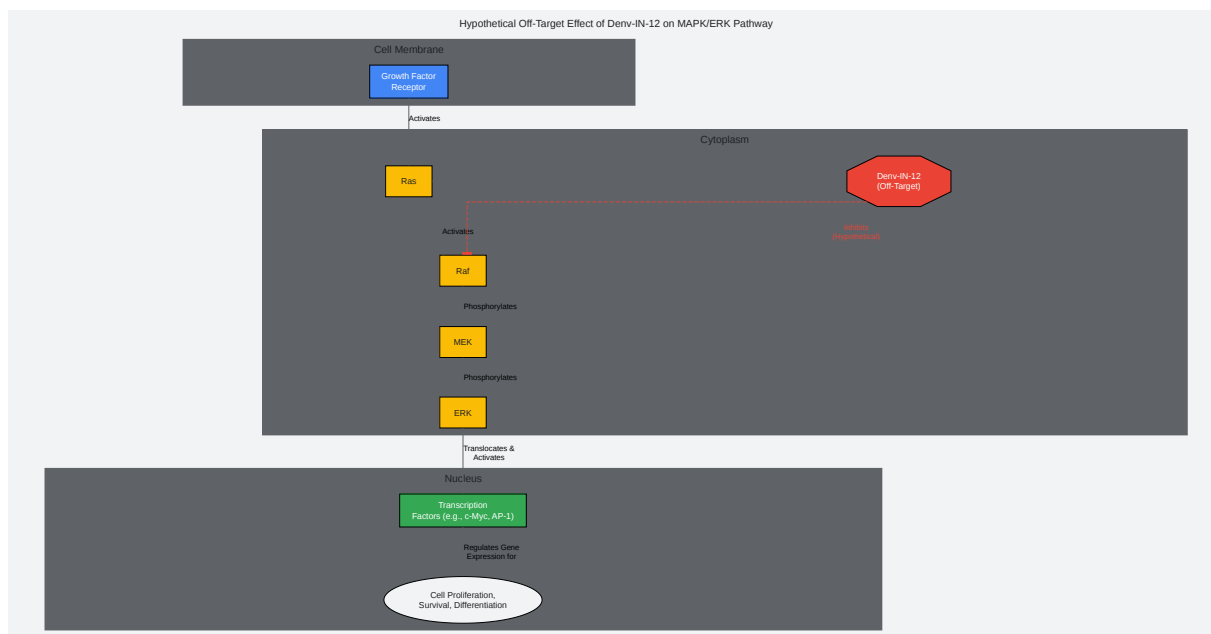 Hypothetical Off-Target Effect of Denv-IN-12 on MAPK/ERK Pathway
Cell Membrane
Growth Factor
Receptor
Activates
Cytoplasm
Ras
Denv-IN-12
(Off-Target)
Activates
(Hypothetical)
Raf
Phosphorylates
MEK
Phosphorylates
ERK
Translocates &
Activates
Nucleus
Transcription
Factors (e.g., c-Myc, AP-1)
Regulates Gene
Expression for
Cell Proliferation,
Survival, Differentiation